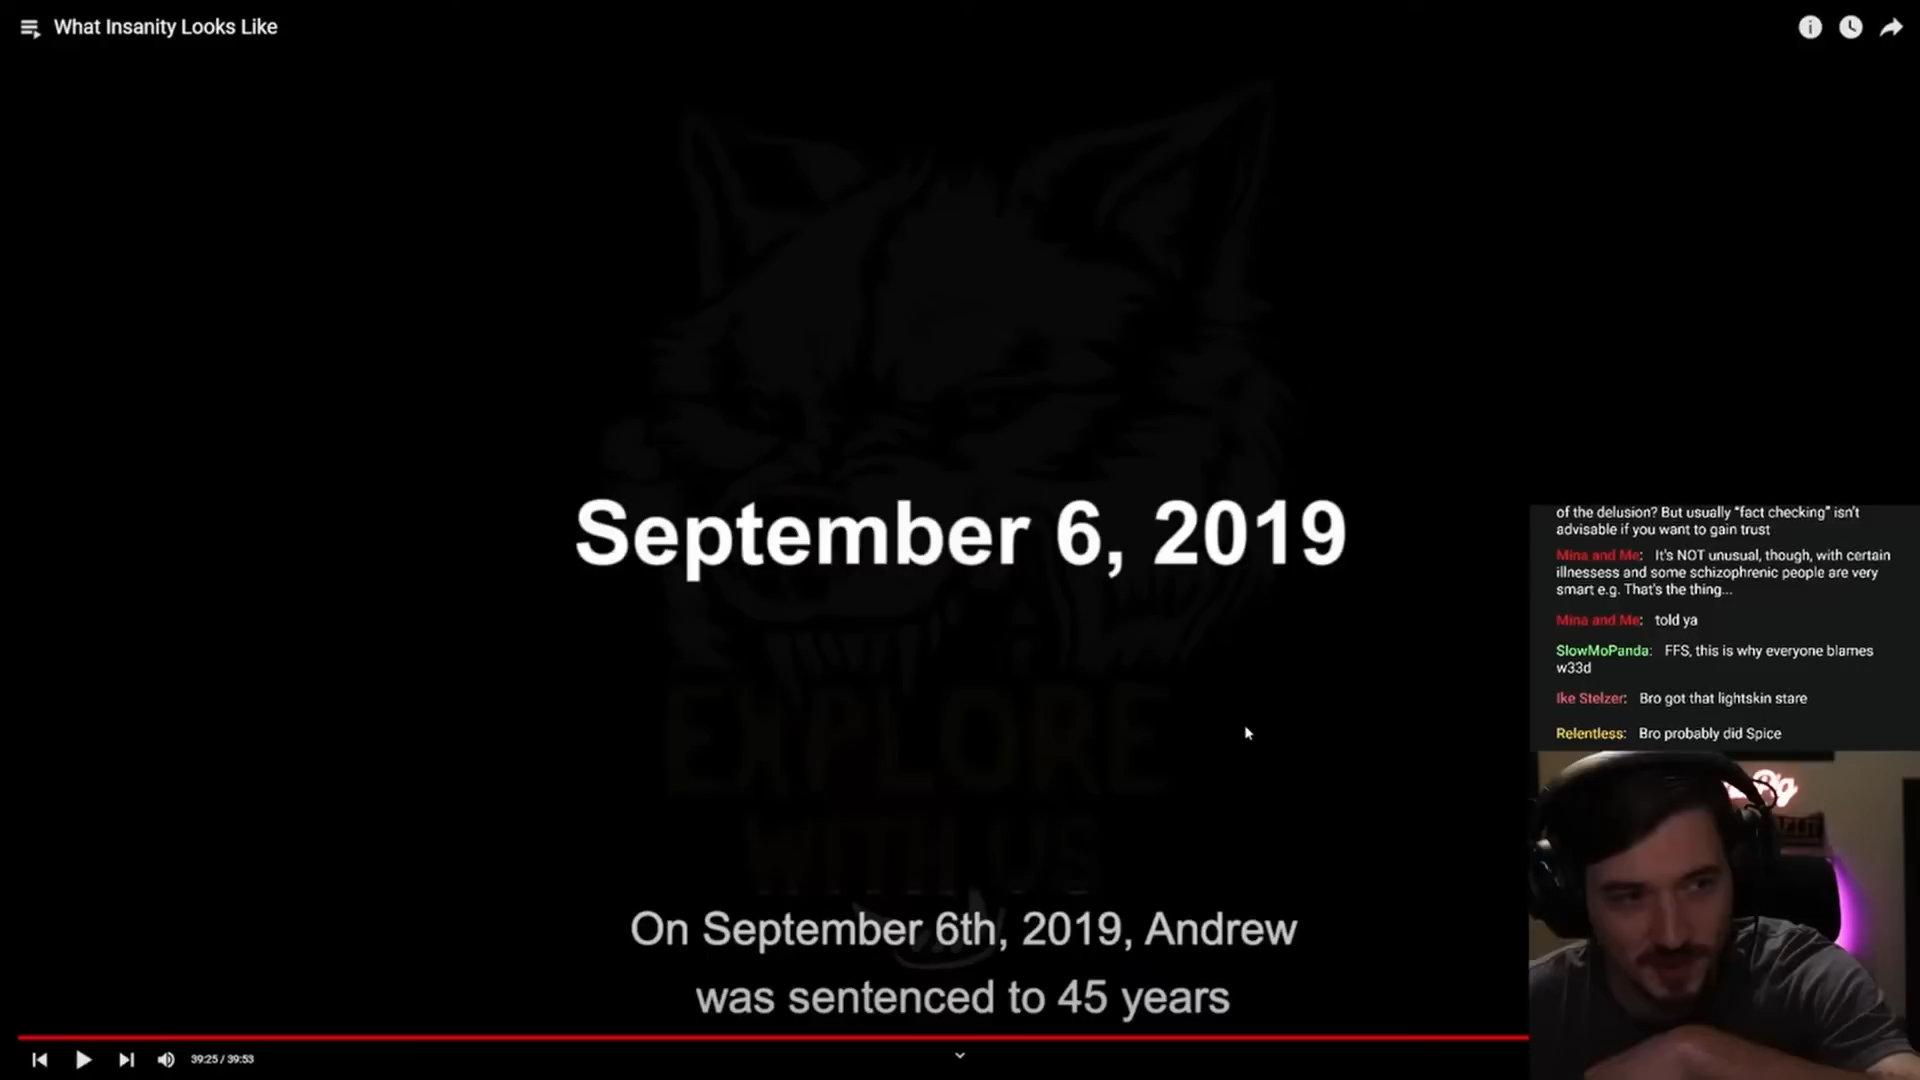 What Insanity Looks Like
September 6, 2019
of the delusion? But usually "fact checking" isn't
advisable if you want to gain trust
Mina and Me: It's NOT unusual, though, with certain
illnessess and some schizophrenic people are very
smart e.g. That's the thing...
Mina and Me: told ya
SlowMoPanda: FFS, this is why everyone blames
w33d
Ike Stelzer: Bro got that lightskin stare
Relentless: Bro probably did Spice
EXPLORE
WITH US
On September 6th, 2019, Andrew
was sentenced to 45 years
39:25 / 39:53